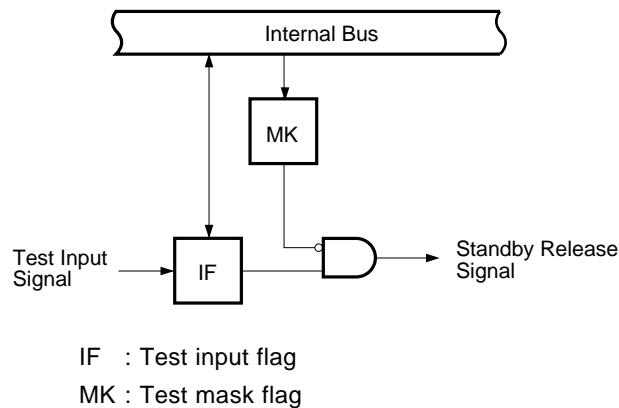 Internal Bus
MK
Test Input
Signal
IF
Standby Release
Signal
IF : Test input flag
MK : Test mask flag